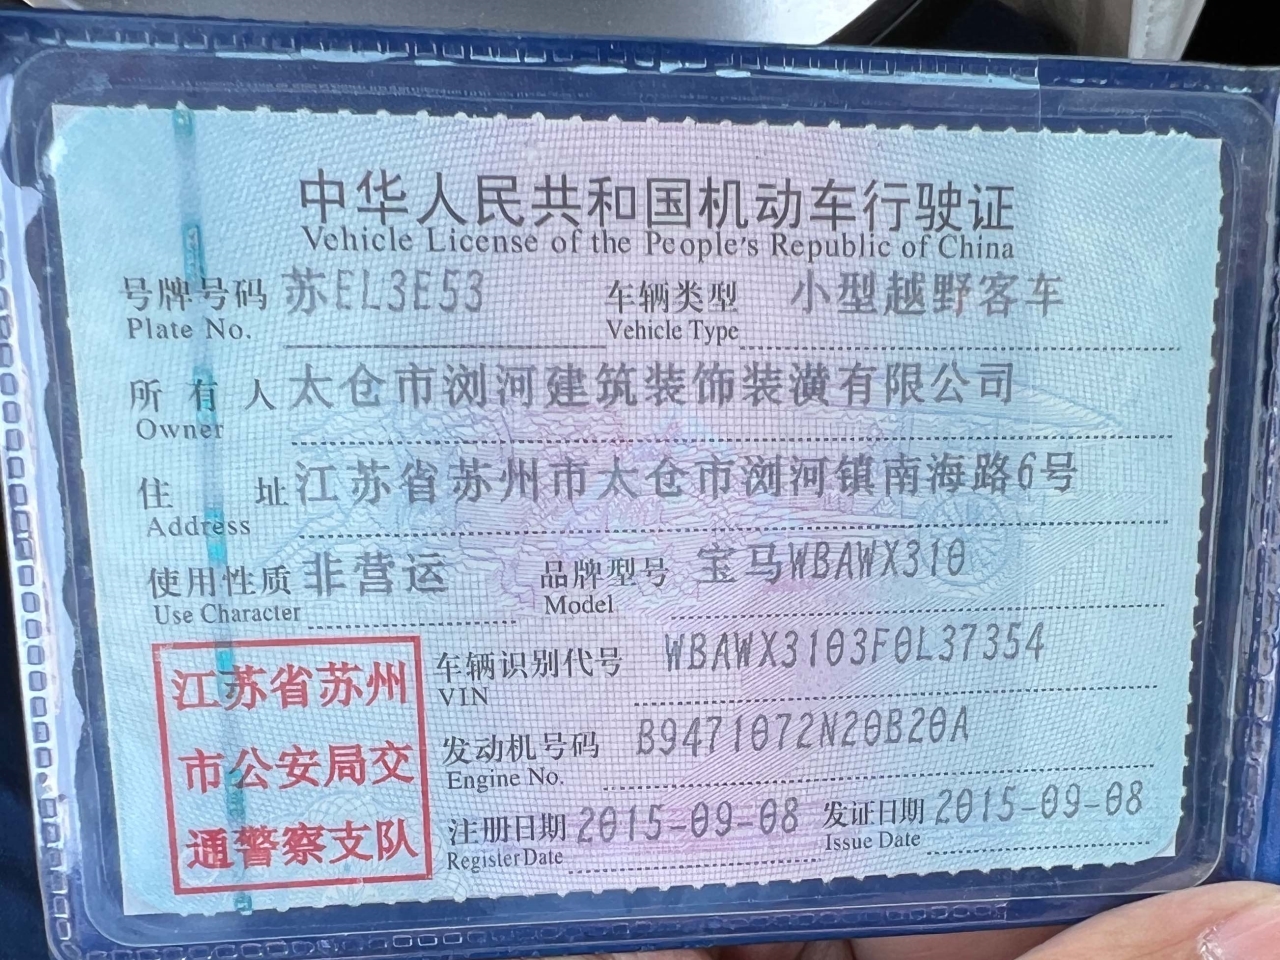 中华人民共和国机动车行驶证
Vehicle License of the People's Republic of China
号牌号码 苏EL3E53 车辆类型 小型越野客车
Plate No. Vehicle Type
所有人 太仓市浏河建筑装饰装潢有限公司
Owner
住址 江苏省苏州市太仓市浏河镇南海路6号
Address
使用性质 非营运 品牌型号 宝马WBAWX310
Use Character Model
车辆识别代号 WBAWX3103F0L37354
VIN
发动机号码 B9471072N20B20A
Engine No.
注册日期 2015-09-08 发证日期 2015-09-08
Register Date Issue Date
江苏省苏州
市公安局交
通警察支队